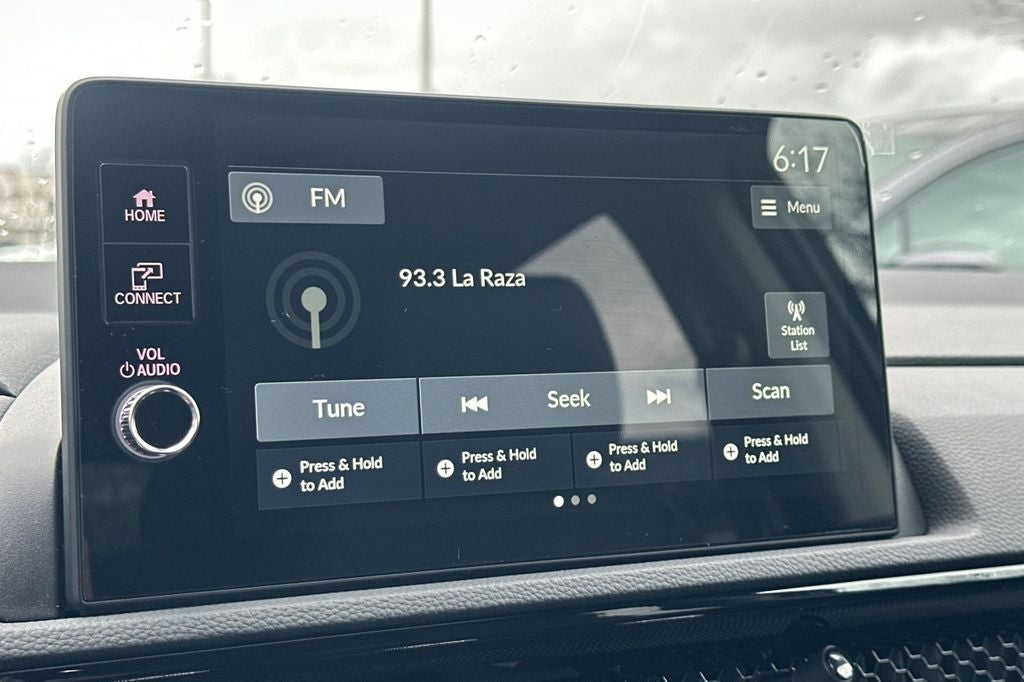 6:17
HOME
FM
Menu
CONNECT
93.3 La Raza
Station
List
VOL
AUDIO
Tune
Seek
Scan
Press & Hold
to Add
Press & Hold
to Add
Press & Hold
to Add
Press & Hold
to Add